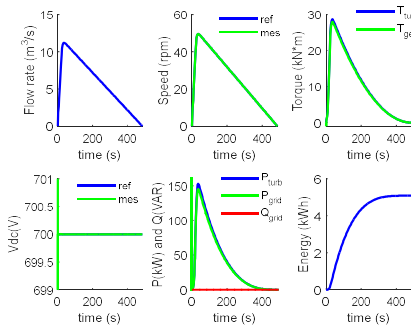 15
10
5
0
0 200 400
Flow rate (m³/s)
time (s)
60
40
20
0
0 200 400
Speed (rpm)
time (s)
ref
mes
30
20
10
0
0 200 400
Torque (kN*m)
time (s)
T_tu
T_ge
701
700.5
700
699.5
699
0 200 400
Vdc(V)
time (s)
ref
mes
150
100
50
0
0 200 400
P(kW) and Q(VAR)
time (s)
P_turb
P_grid
Q_grid
6
4
2
0
0 200 400
Energy (kWh)
time (s)